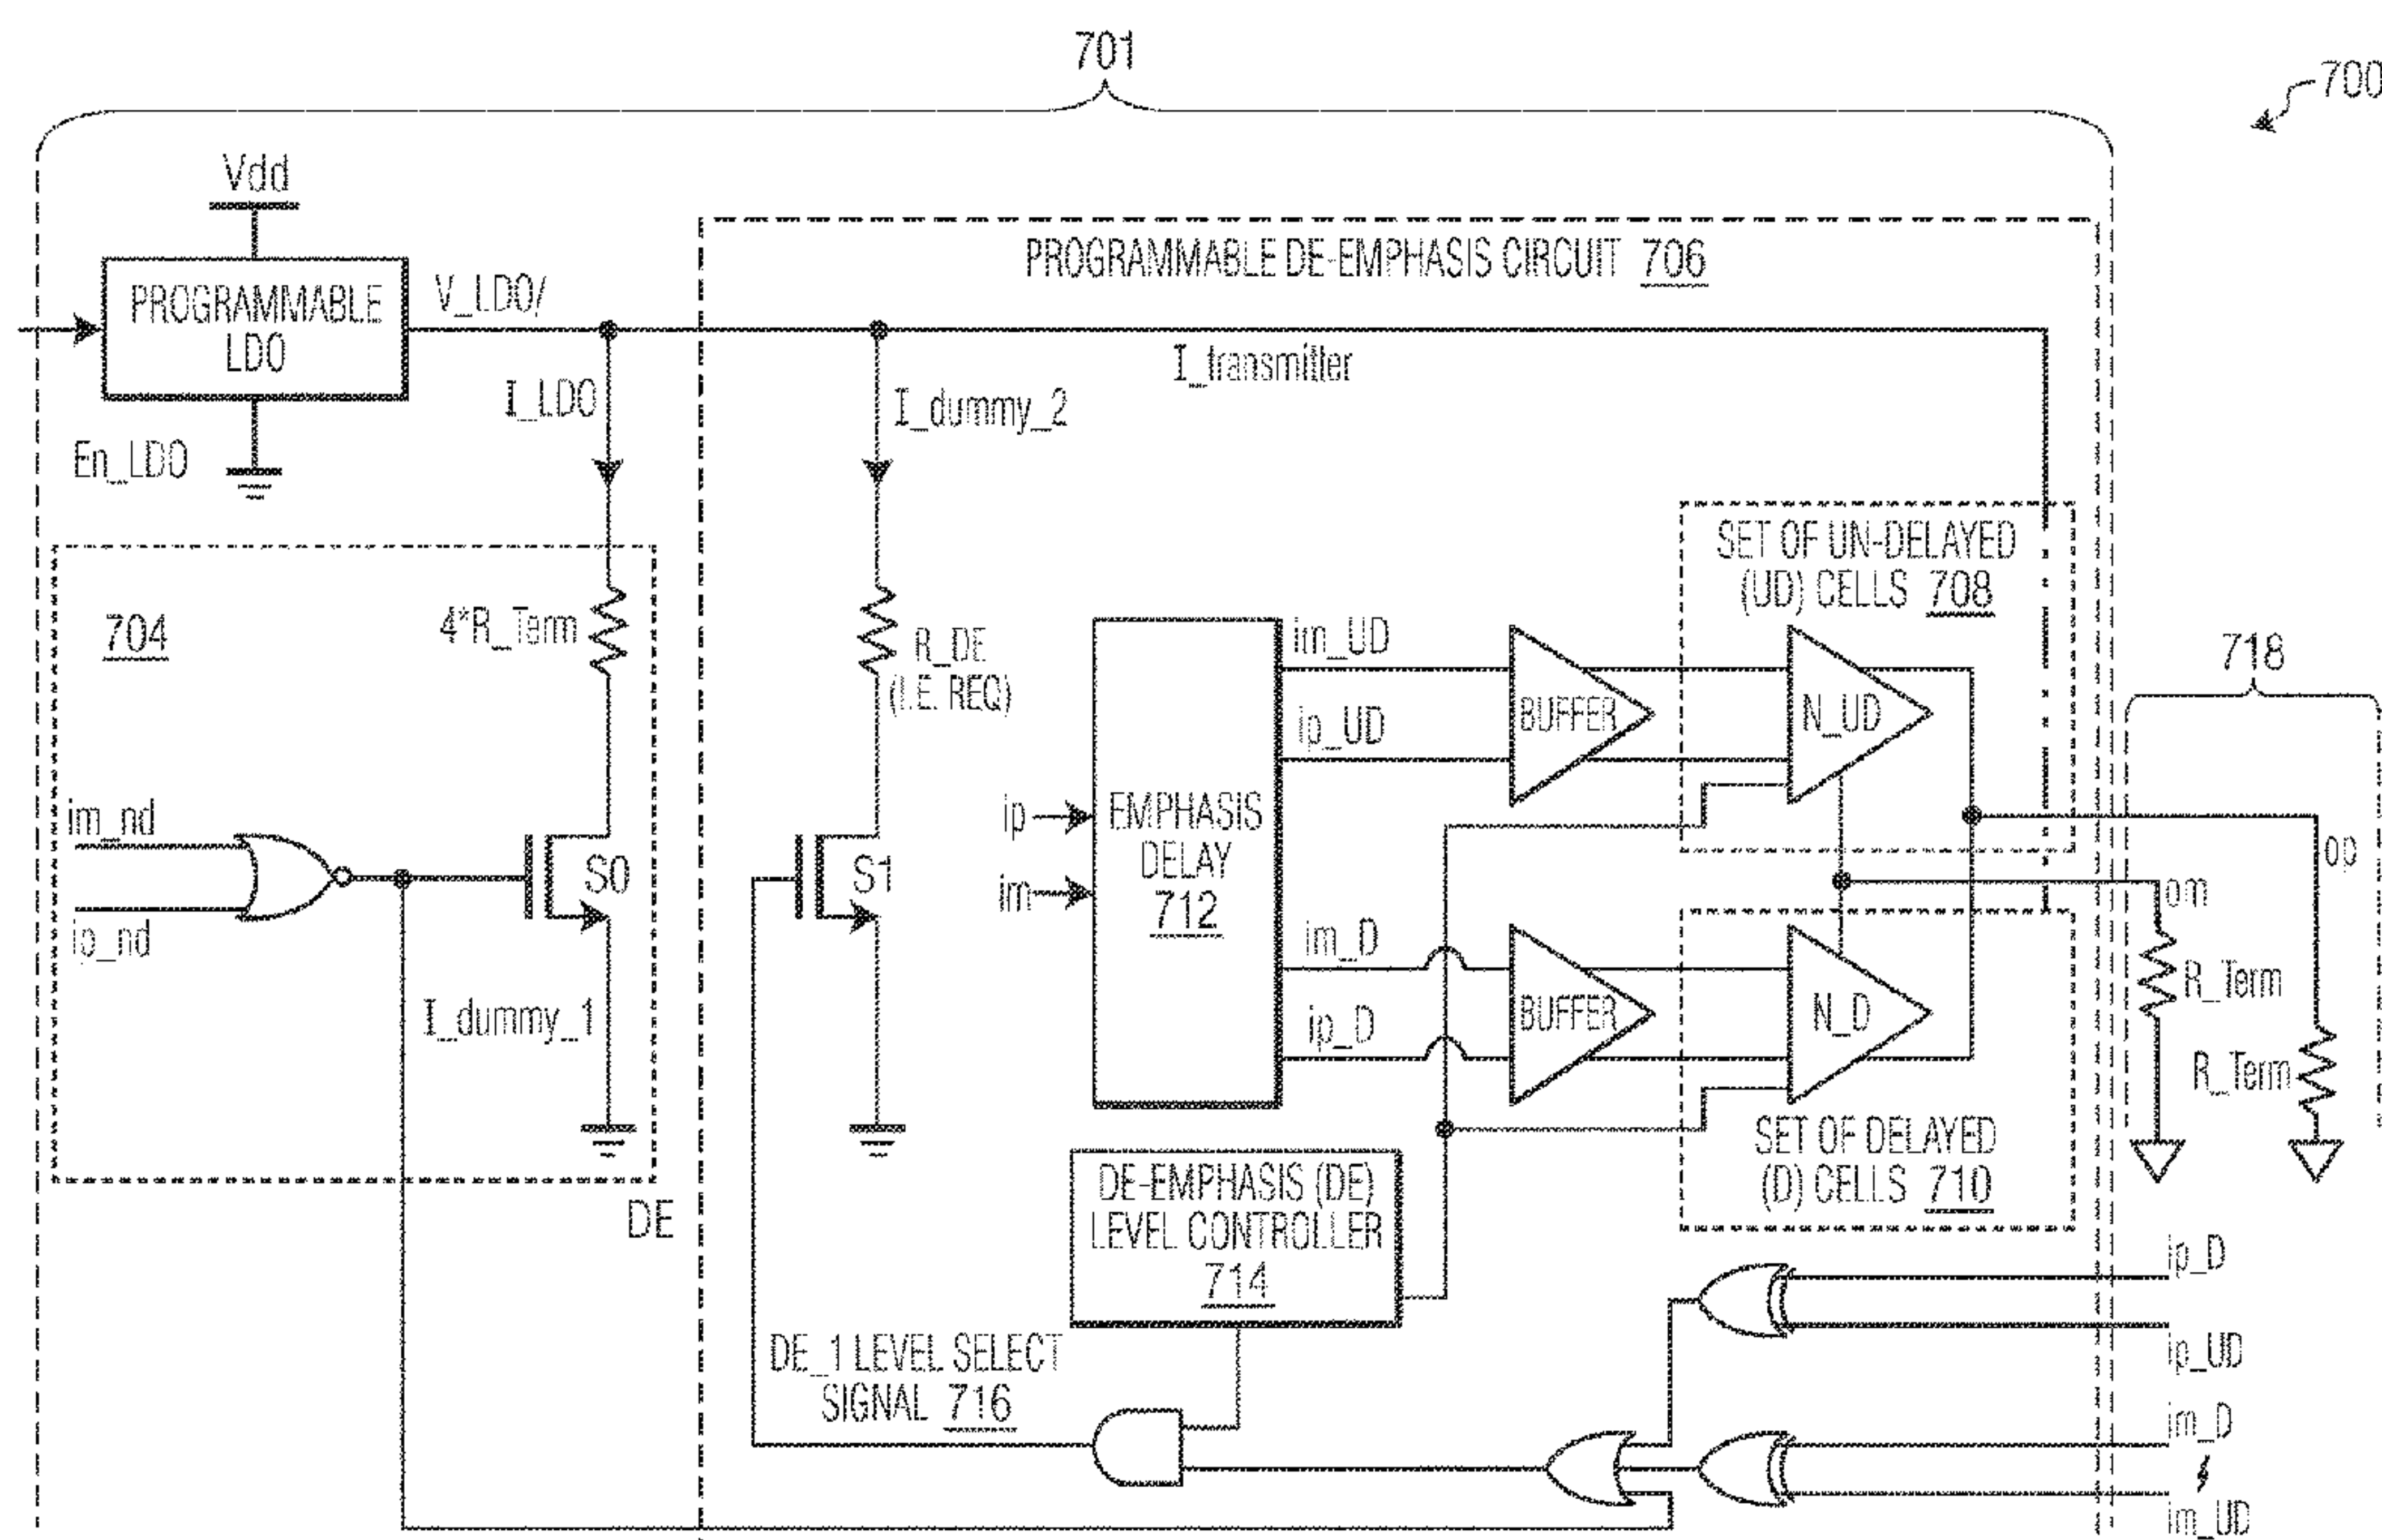 701
700
Vdd
PROGRAMMABLE DE-EMPHASIS CIRCUIT 706
PROGRAMMABLE
LDO
V_LDO/
I_LDO
I_dummy_2
I_transmitter
En_LDO
SET OF UN-DELAYED
(UD) CELLS 708
704
4*R_Term
R_DE
(I.E. REQ)
im_UD
ip_UD
BUFFER
N_UD
718
ip
im
EMPHASIS
DELAY
712
im_nd
ip_nd
S0
S1
op
om
im_D
ip_D
BUFFER
N_D
R_Term
R_Term
I_dummy_1
SET OF DELAYED
(D) CELLS 710
DE
DE-EMPHASIS (DE)
LEVEL CONTROLLER
714
DE_1 LEVEL SELECT
SIGNAL 716
ip_D
ip_UD
im_D
im_UD